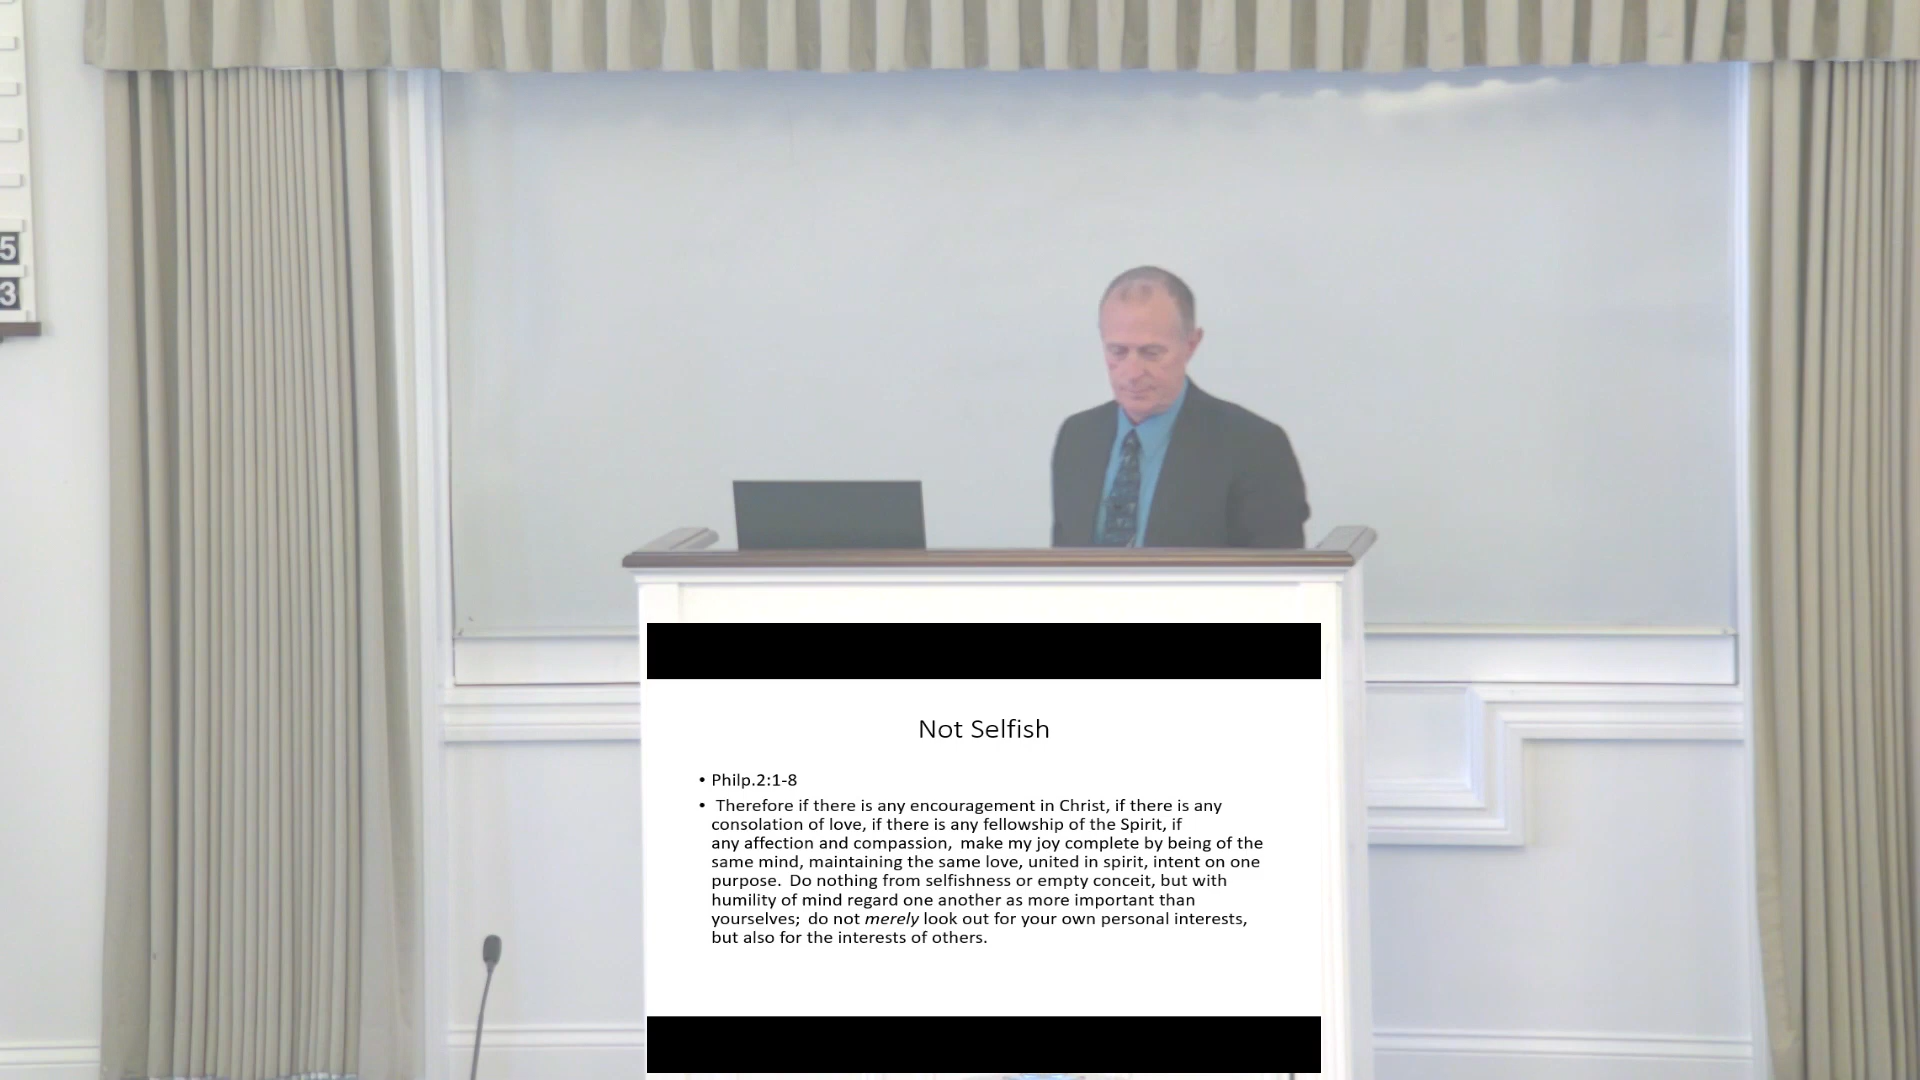 5
3
Not Selfish
• Philp.2:1-8
• Therefore if there is any encouragement in Christ, if there is any
consolation of love, if there is any fellowship of the Spirit, if
any affection and compassion, make my joy complete by being of the
same mind, maintaining the same love, united in spirit, intent on one
purpose. Do nothing from selfishness or empty conceit, but with
humility of mind regard one another as more important than
yourselves; do not merely look out for your own personal interests,
but also for the interests of others.